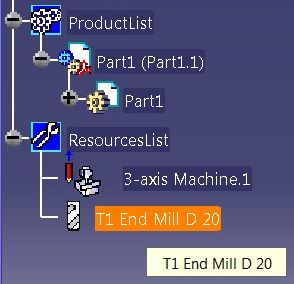 ProductList
Part1 (Part1.1)
Part1
ResourcesList
3-axis Machine.1
T1 End Mill D 20
T1 End Mill D 20